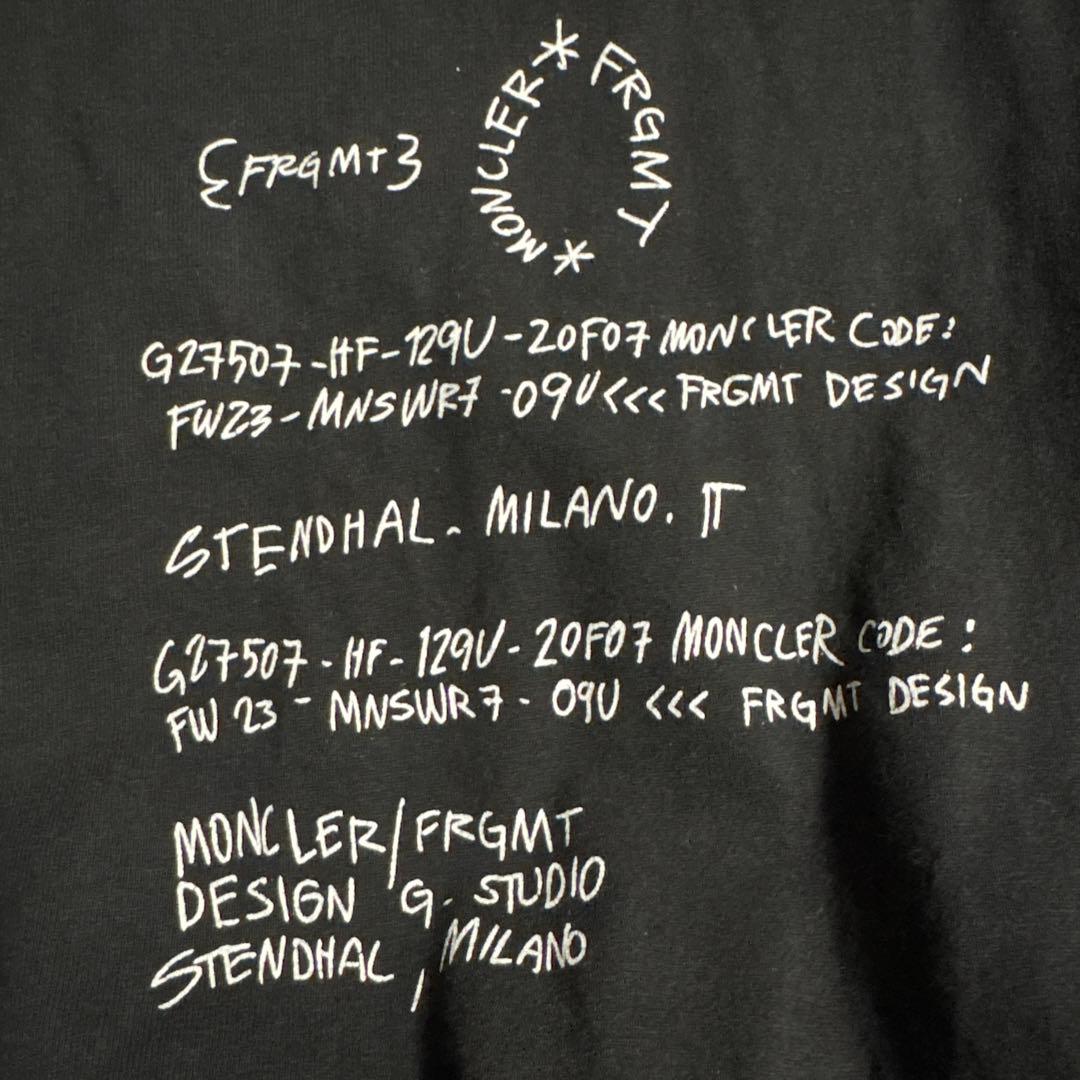 {FRGMT}
MONCLER * FRGMT *
G27507-HF-129U-20F07 MONCLER CODE:
FW23-MNSWR7-09U<<< FRGMT DESIGN
STENDHAL. MILANO. IT
G27507-HF-129U-20F07 MONCLER CODE:
FW 23 - MNSWR7 - 09U <<< FRGMT DESIGN
MONCLER/FRGMT
DESIGN G. STUDIO
STENDHAL, MILANO